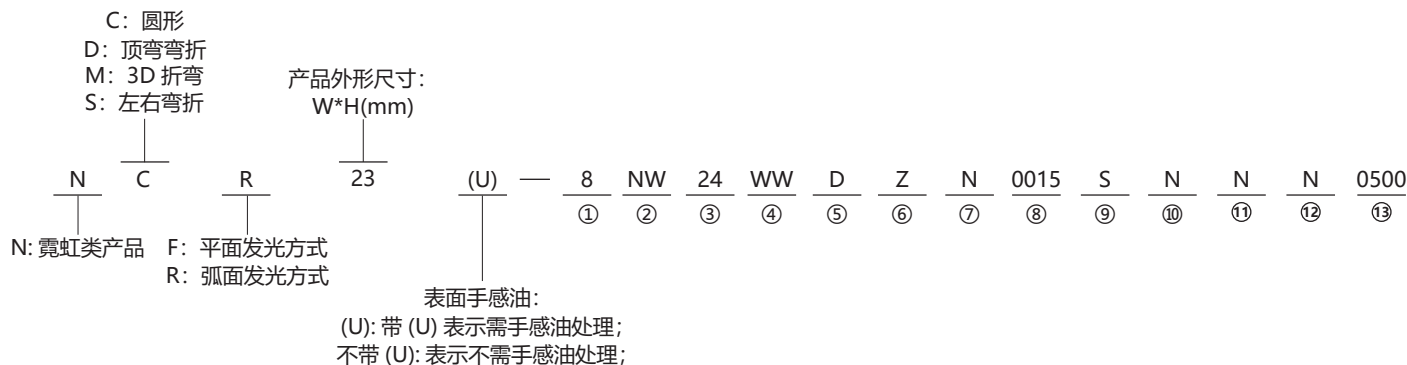 C：圆形
D：顶弯弯折
M：3D 折弯
S：左右弯折
产品外形尺寸：
W*H(mm)
N C R 23 (U) — 8 NW 24 WW D Z N 0015 S N N N 0500
① ② ③ ④ ⑤ ⑥ ⑦ ⑧ ⑨ ⑩ ⑪ ⑫ ⑬
N: 霓虹类产品 F：平面发光方式
R：弧面发光方式
表面手感油：
(U): 带 (U) 表示需手感油处理；
不带 (U): 表示不需手感油处理；